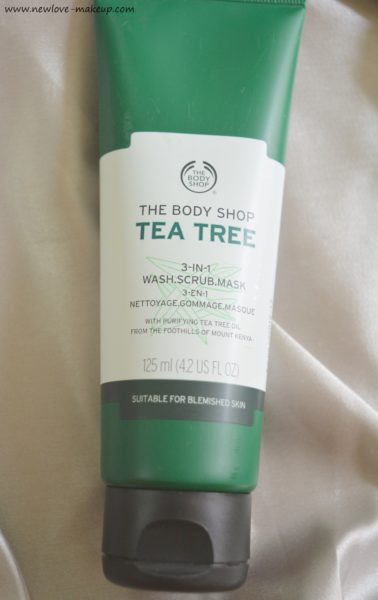 www.newlove-makeup.com
THE
BODY
SHOP
THE BODY SHOP
TEA TREE
3-IN-1
WASH.SCRUB.MASK
3-EN-1
NETTOYAGE.GOMMAGE.MASQUE
WITH PURIFYING TEA TREE OIL
FROM THE FOOTHILLS OF MOUNT KENYA
125 ml (4.2 US FL OZ)
SUITABLE FOR BLEMISHED SKIN